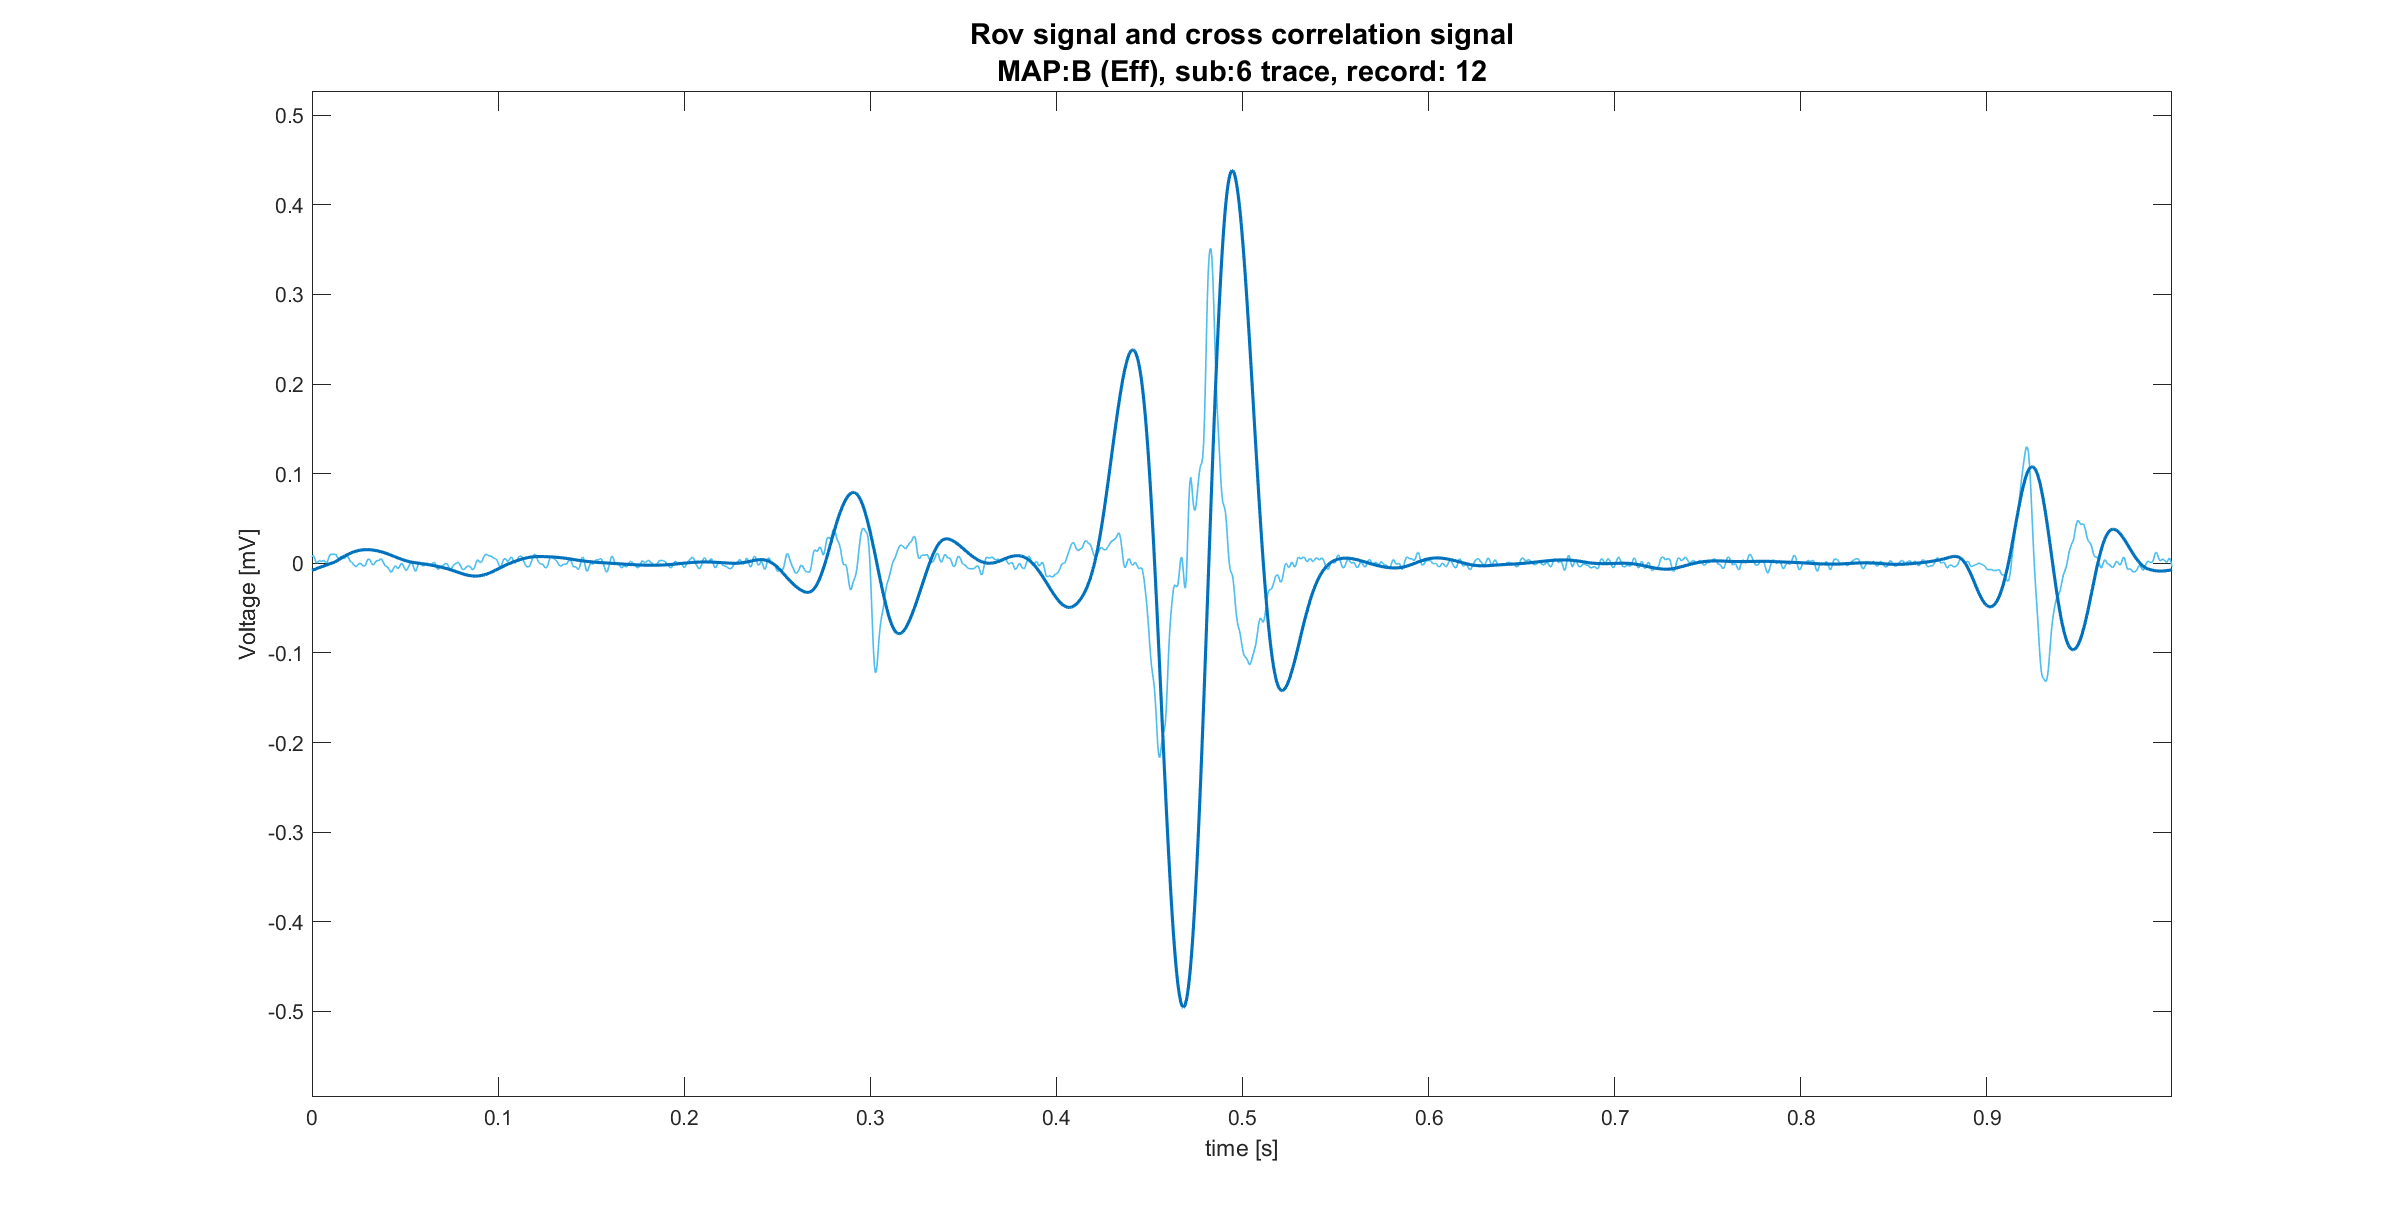 Rov signal and cross correlation signal
MAP:B (Eff), sub:6 trace, record: 12
0.5
0.4
0.3
0.2
0.1
0
-0.1
-0.2
-0.3
-0.4
-0.5
Voltage [mV]
0 0.1 0.2 0.3 0.4 0.5 0.6 0.7 0.8 0.9
time [s]